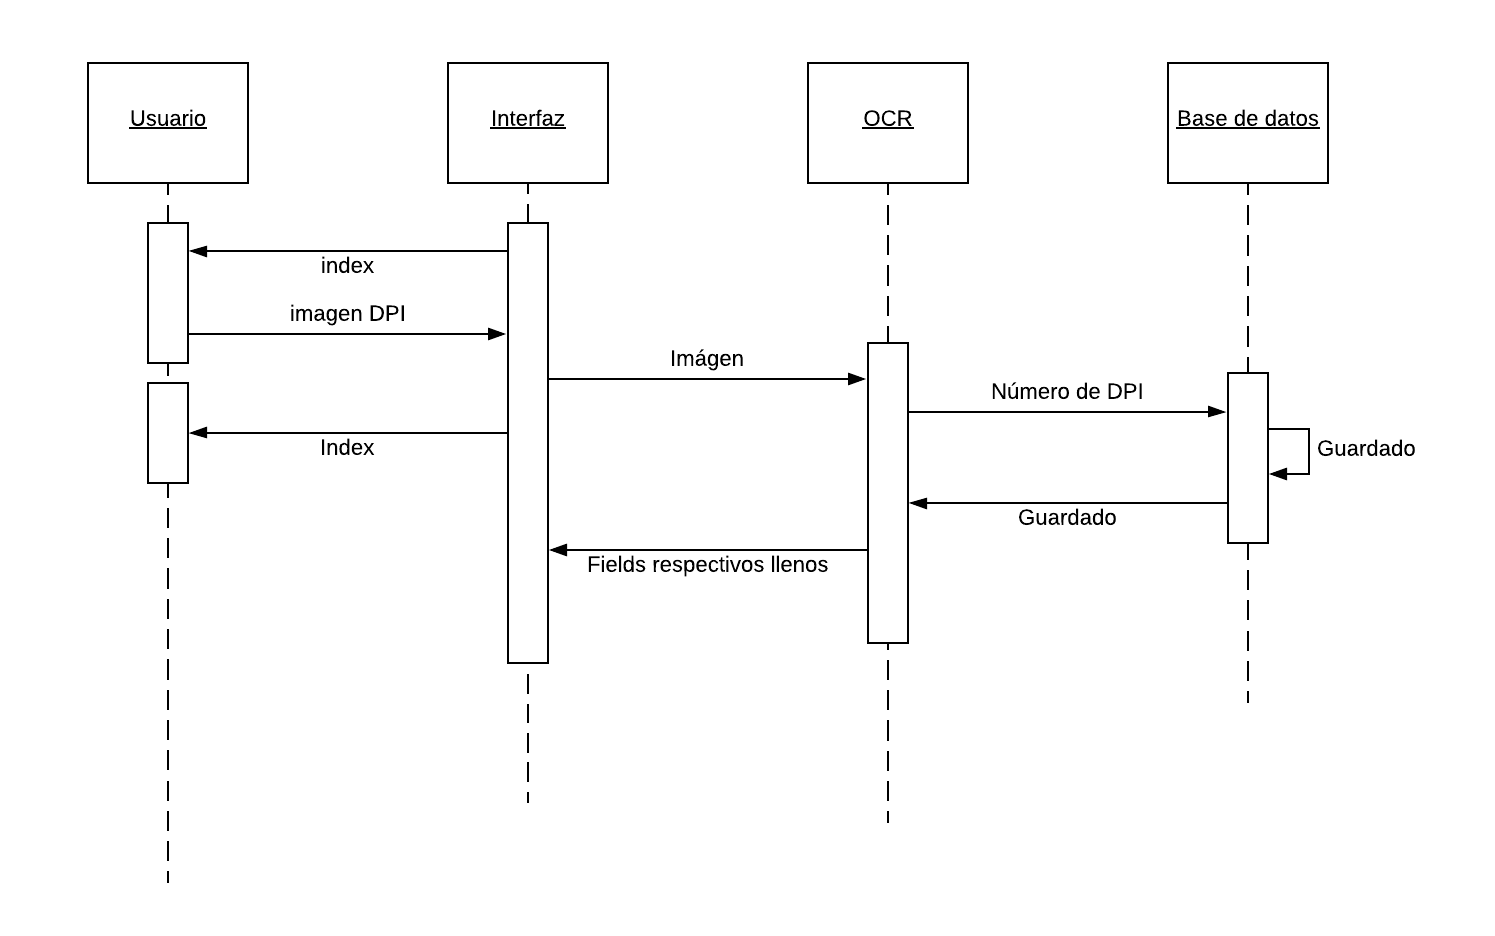 Usuario
Interfaz
OCR
Base de datos
index
imagen DPI
Imágen
Número de DPI
Index
Guardado
Guardado
Fields respectivos llenos